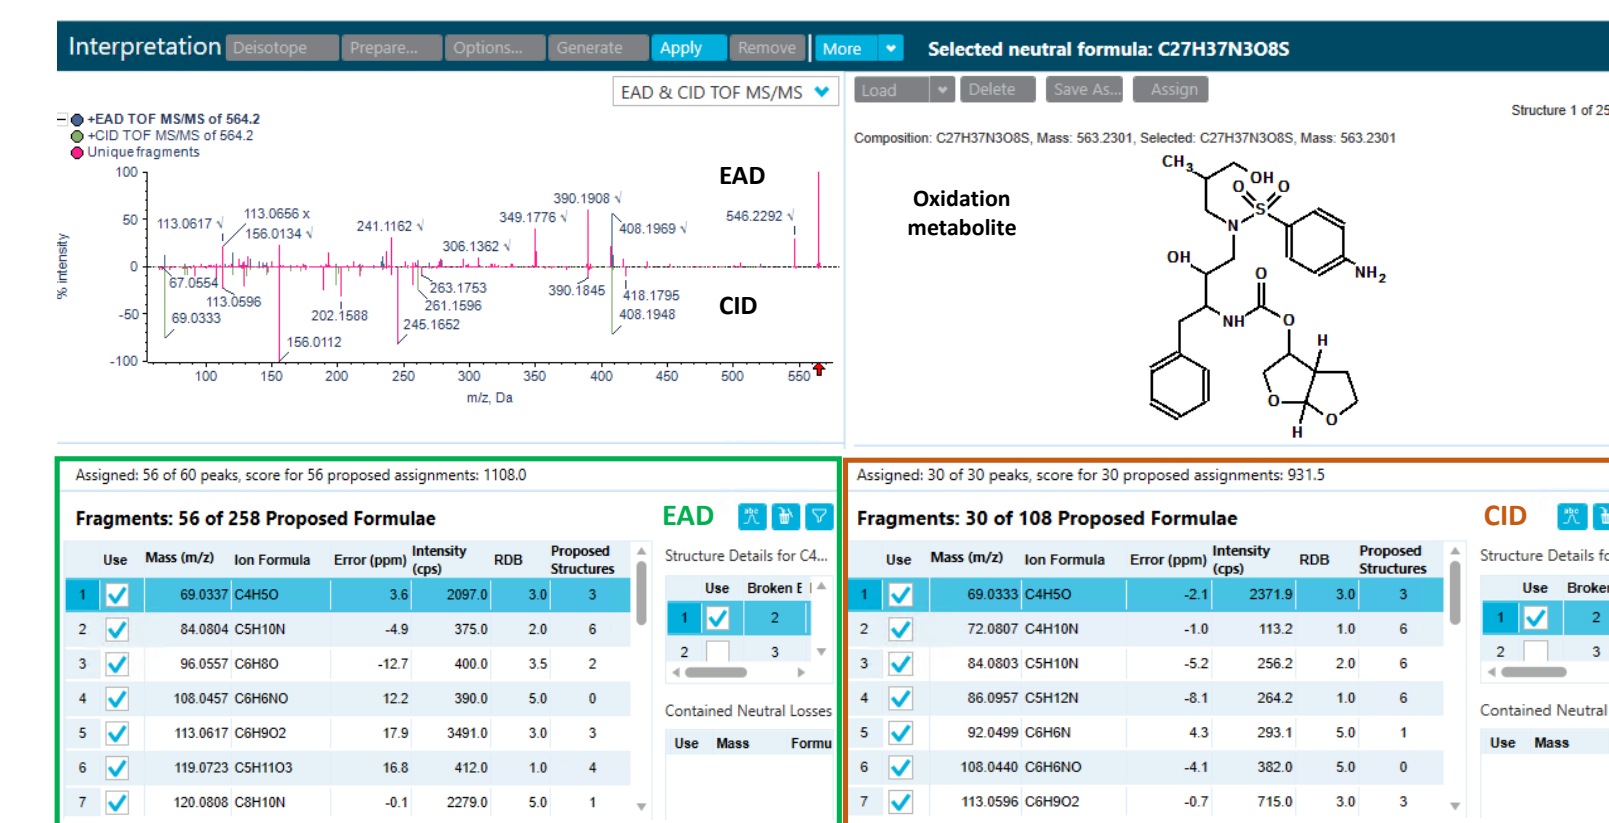 Interpretation Deisotope Prepare... Options... Generate Apply Remove More Selected neutral formula: C27H37N3O8S
EAD & CID TOF MS/MS
Load Delete Save As... Assign
Structure 1 of 25
+EAD TOF MS/MS of 564.2
+CID TOF MS/MS of 564.2
Unique fragments
Composition: C27H37N3O8S, Mass: 563.2301, Selected: C27H37N3O8S, Mass: 563.2301
Oxidation
metabolite
CH3
OH
O O
S
N
OH
NH2
O
NH
O
H
O
O
H
EAD
CID
% intensity
100
50
0
-50
-100
113.0617 √
113.0656 x
156.0134 √
241.1162 √
306.1362 √
349.1776 √
390.1908 √
408.1969 √
546.2292 √
67.0554
69.0333
113.0596
156.0112
202.1588
245.1652
261.1596
263.1753
390.1845
418.1795
408.1948
100 150 200 250 300 350 400 450 500 550
m/z, Da
Assigned: 56 of 60 peaks, score for 56 proposed assignments: 1108.0
Fragments: 56 of 258 Proposed Formulae
EAD
abc
Use Mass (m/z) Ion Formula Error (ppm) Intensity (cps) RDB Proposed Structures
1 69.0337 C4H5O 3.6 2097.0 3.0 3
2 84.0804 C5H10N -4.9 375.0 2.0 6
3 96.0557 C6H8O -12.7 400.0 3.5 2
4 108.0457 C6H6NO 12.2 390.0 5.0 0
5 113.0617 C6H9O2 17.9 3491.0 3.0 3
6 119.0723 C5H11O3 16.8 412.0 1.0 4
7 120.0808 C8H10N -0.1 2279.0 5.0 1
Structure Details for C4...
Use Broken E
1 2
2 3
Contained Neutral Losses
Use Mass Formu
Assigned: 30 of 30 peaks, score for 30 proposed assignments: 931.5
Fragments: 30 of 108 Proposed Formulae
CID
abc
Use Mass (m/z) Ion Formula Error (ppm) Intensity (cps) RDB Proposed Structures
1 69.0333 C4H5O -2.1 2371.9 3.0 3
2 72.0807 C4H10N -1.0 113.2 1.0 6
3 84.0803 C5H10N -5.2 256.2 2.0 6
4 86.0957 C5H12N -8.1 264.2 1.0 6
5 92.0499 C6H6N 4.3 293.1 5.0 1
6 108.0440 C6H6NO -4.1 382.0 5.0 0
7 113.0596 C6H9O2 -0.7 715.0 3.0 3
Structure Details fo
Use Broken
1 2
2 3
Contained Neutral
Use Mass